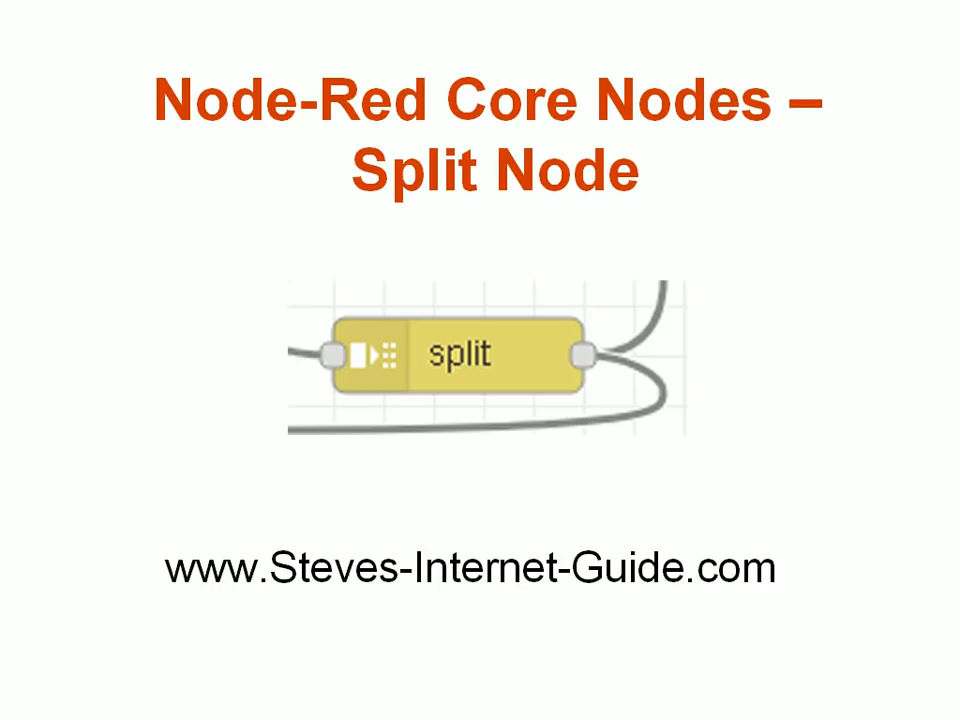 Node-Red Core Nodes –
Split Node
split
www.Steves-Internet-Guide.com